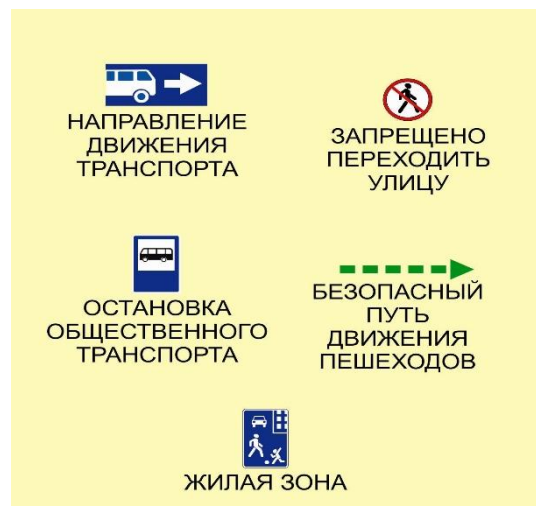 НАПРАВЛЕНИЕ
ДВИЖЕНИЯ
ТРАНСПОРТА
ЗАПРЕЩЕНО
ПЕРЕХОДИТЬ
УЛИЦУ
ОСТАНОВКА
ОБЩЕСТВЕННОГО
ТРАНСПОРТА
БЕЗОПАСНЫЙ
ПУТЬ
ДВИЖЕНИЯ
ПЕШЕХОДОВ
ЖИЛАЯ ЗОНА